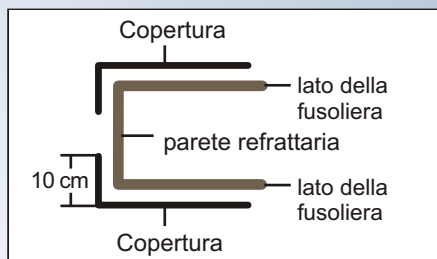 Copertura
lato della
fusoliera
parete refrattaria
10 cm
lato della
fusoliera
Copertura